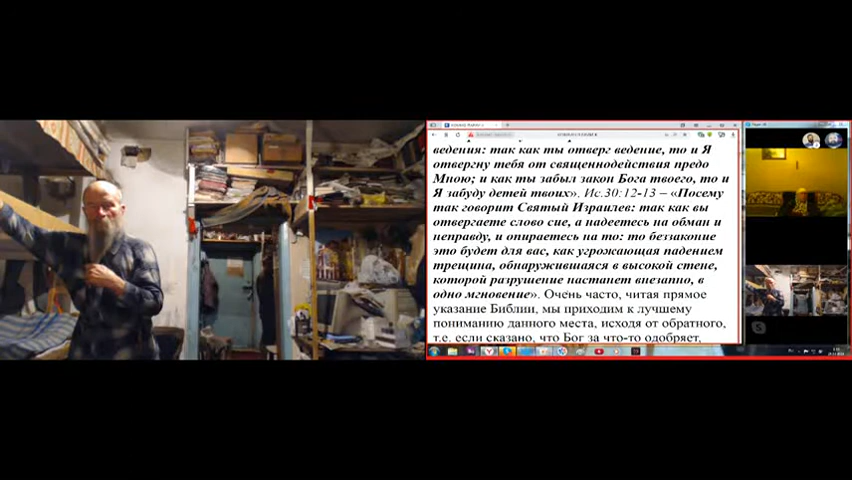 ведения: так как ты отверг ведение, то и Я
отвергну тебя от священнодействия предо
Мною; и как ты забыл закон Бога твоего, то и
Я забуду детей твоих». Ис.30:12-13 – «Посему
так говорит Святый Израилев: так как вы
отвергаете слово сие, а надеетесь на обман и
неправду, и опираетесь на то: то беззаконие
это будет для вас, как угрожающая падением
трещина, обнаружившаяся в высокой стене,
которой разрушение настанет внезапно, в
одно мгновение». Очень часто, читая прямое
указание Библии, мы приходим к лучшему
пониманию данного места, исходя от обратного,
т.е. если сказано, что Бог за что-то одобряет,